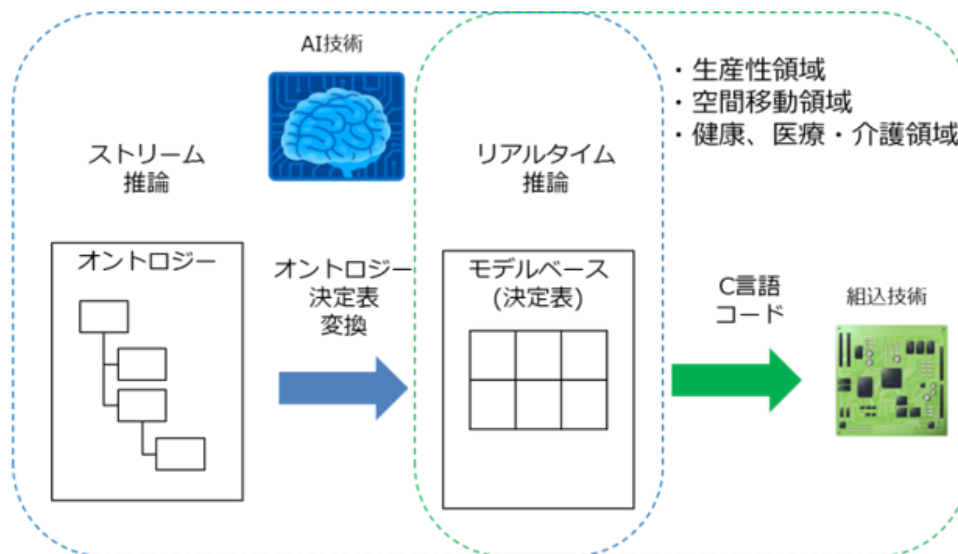 AI技術
・生産性領域
・空間移動領域
・健康、医療・介護領域
ストリーム
推論
リアルタイム
推論
オントロジー
オントロジー
決定表
変換
モデルベース
(決定表)
C言語
コード
組込技術